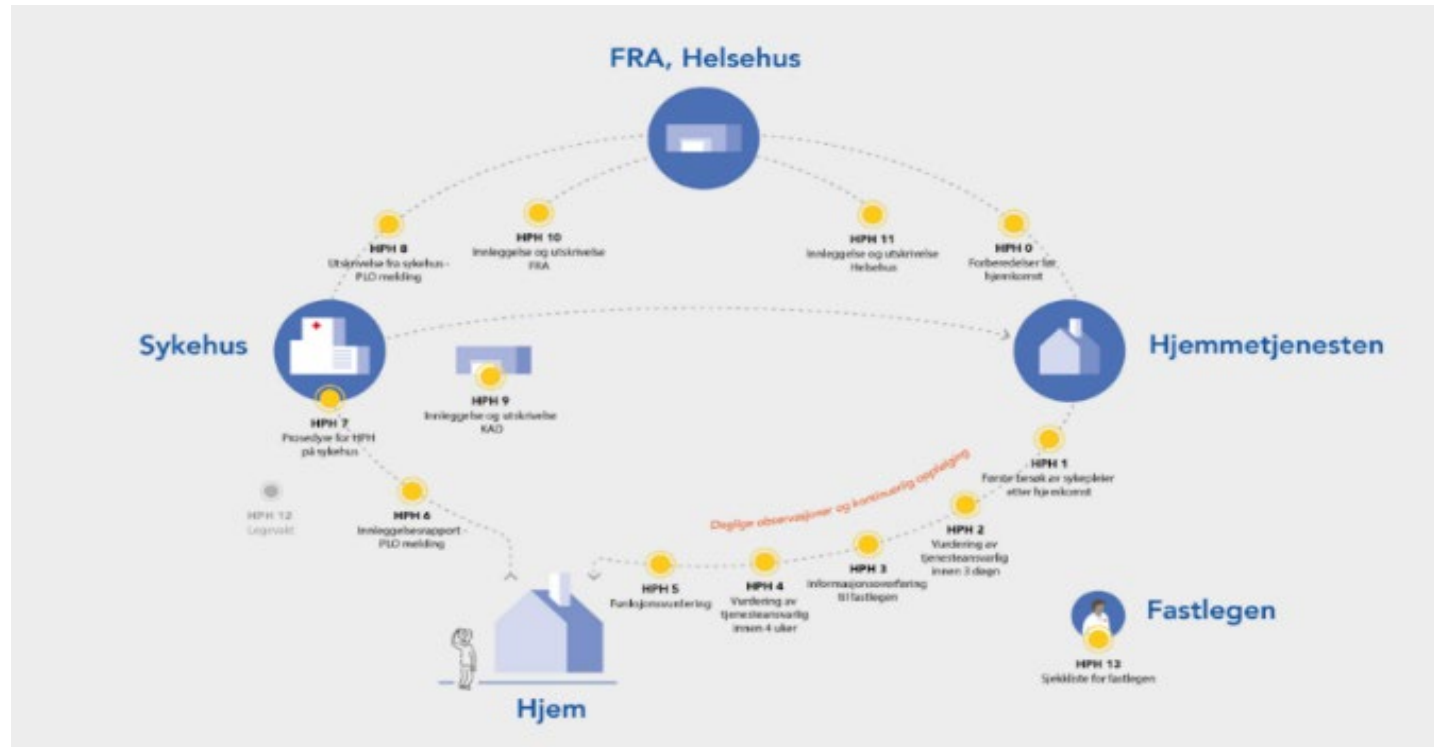 FRA, Helsehus
HPH 8
Utskrivelse fra sykehus -
PLO melding
HPH 10
Innleggelse og utskrivelse
FRA
HPH 11
Innleggelse og utskrivelse
Helsehus
HPH 0
Forberedelser før
hjemkomst
Sykehus
Hjemmetjenesten
HPH 9
Innleggelse og utskrivelse
KAD
HPH 7
Prosedyre for HPH
på sykehus
HPH 12
Legevakt
HPH 6
Innleggelsesrapport -
PLO melding
Daglige observasjoner og kontinuerlig oppfølging
HPH 1
Første besøk av sykepleier
etter hjemkomst
HPH 2
Vurdering av
tjenesteansvarlig
innen 3 døgn
HPH 3
Informasjonsoverføring
til fastlegen
HPH 4
Vurdering av
tjenesteansvarlig
innen 4 uker
HPH 5
Funksjonsvurdering
Fastlegen
HPH 13
Sjekkliste for fastlegen
Hjem